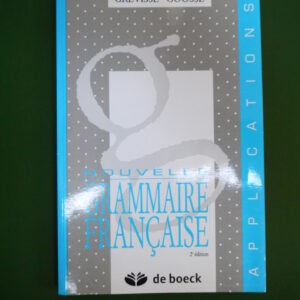 GREVISSE GOOSSE
NOUVELLE
GRAMMAIRE
FRANÇAISE
2e édition
de boeck
APPLICATIONS